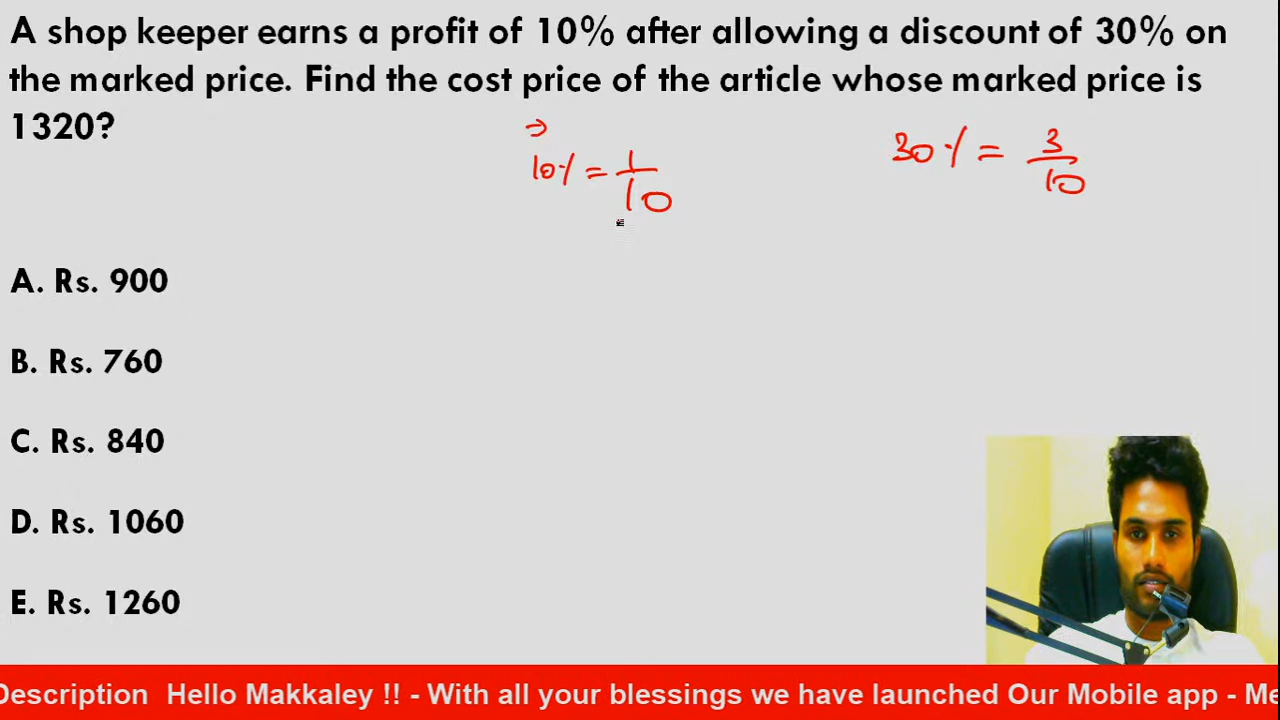 A shop keeper earns a profit of 10% after allowing a discount of 30% on
the marked price. Find the cost price of the article whose marked price is
1320?
⇒
10% = 1/10
30% = 3/10
A. Rs. 900
B. Rs. 760
C. Rs. 840
D. Rs. 1060
E. Rs. 1260
Description Hello Makkaley !! - With all your blessings we have launched Our Mobile app - Me